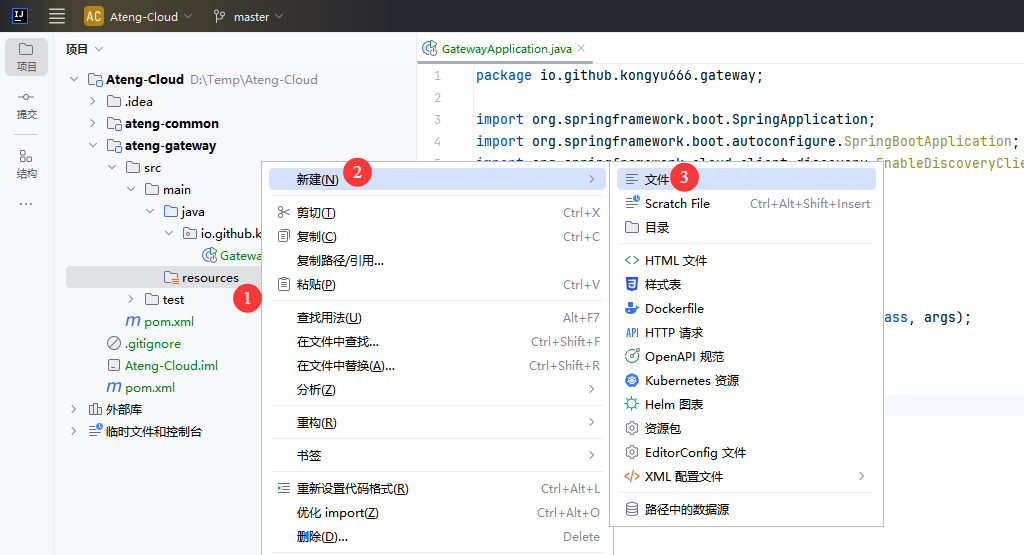 AC Ateng-Cloud master
项目
提交
结构
项目
Ateng-Cloud D:\Temp\Ateng-Cloud
.idea
ateng-common
ateng-gateway
src
main
java
io.github.k
Gatewa
resources
test
pom.xml
.gitignore
Ateng-Cloud.iml
pom.xml
外部库
临时文件和控制台
GatewayApplication.java
1 package io.github.kongyu666.gateway;
2
3 import org.springframework.boot.SpringApplication;
4 import org.springframework.boot.autoconfigure.SpringBootApplication;
5 import org.springframework.cloud.client.discovery.EnableDiscoveryClie
ass, args);
1
新建(N) 2
剪切(T) Ctrl+X
复制(C) Ctrl+C
复制路径/引用...
粘贴(P) Ctrl+V
查找用法(U) Alt+F7
在文件中查找... Ctrl+Shift+F
在文件中替换(A)... Ctrl+Shift+R
分析(Z)
重构(R)
书签
重新设置代码格式(R) Ctrl+Alt+L
优化 import(Z) Ctrl+Alt+O
删除(D)... Delete
文件 3
Scratch File Ctrl+Alt+Shift+Insert
目录
HTML 文件
样式表
Dockerfile
API HTTP 请求
OpenAPI 规范
Kubernetes 资源
Helm 图表
资源包
EditorConfig 文件
XML 配置文件
路径中的数据源